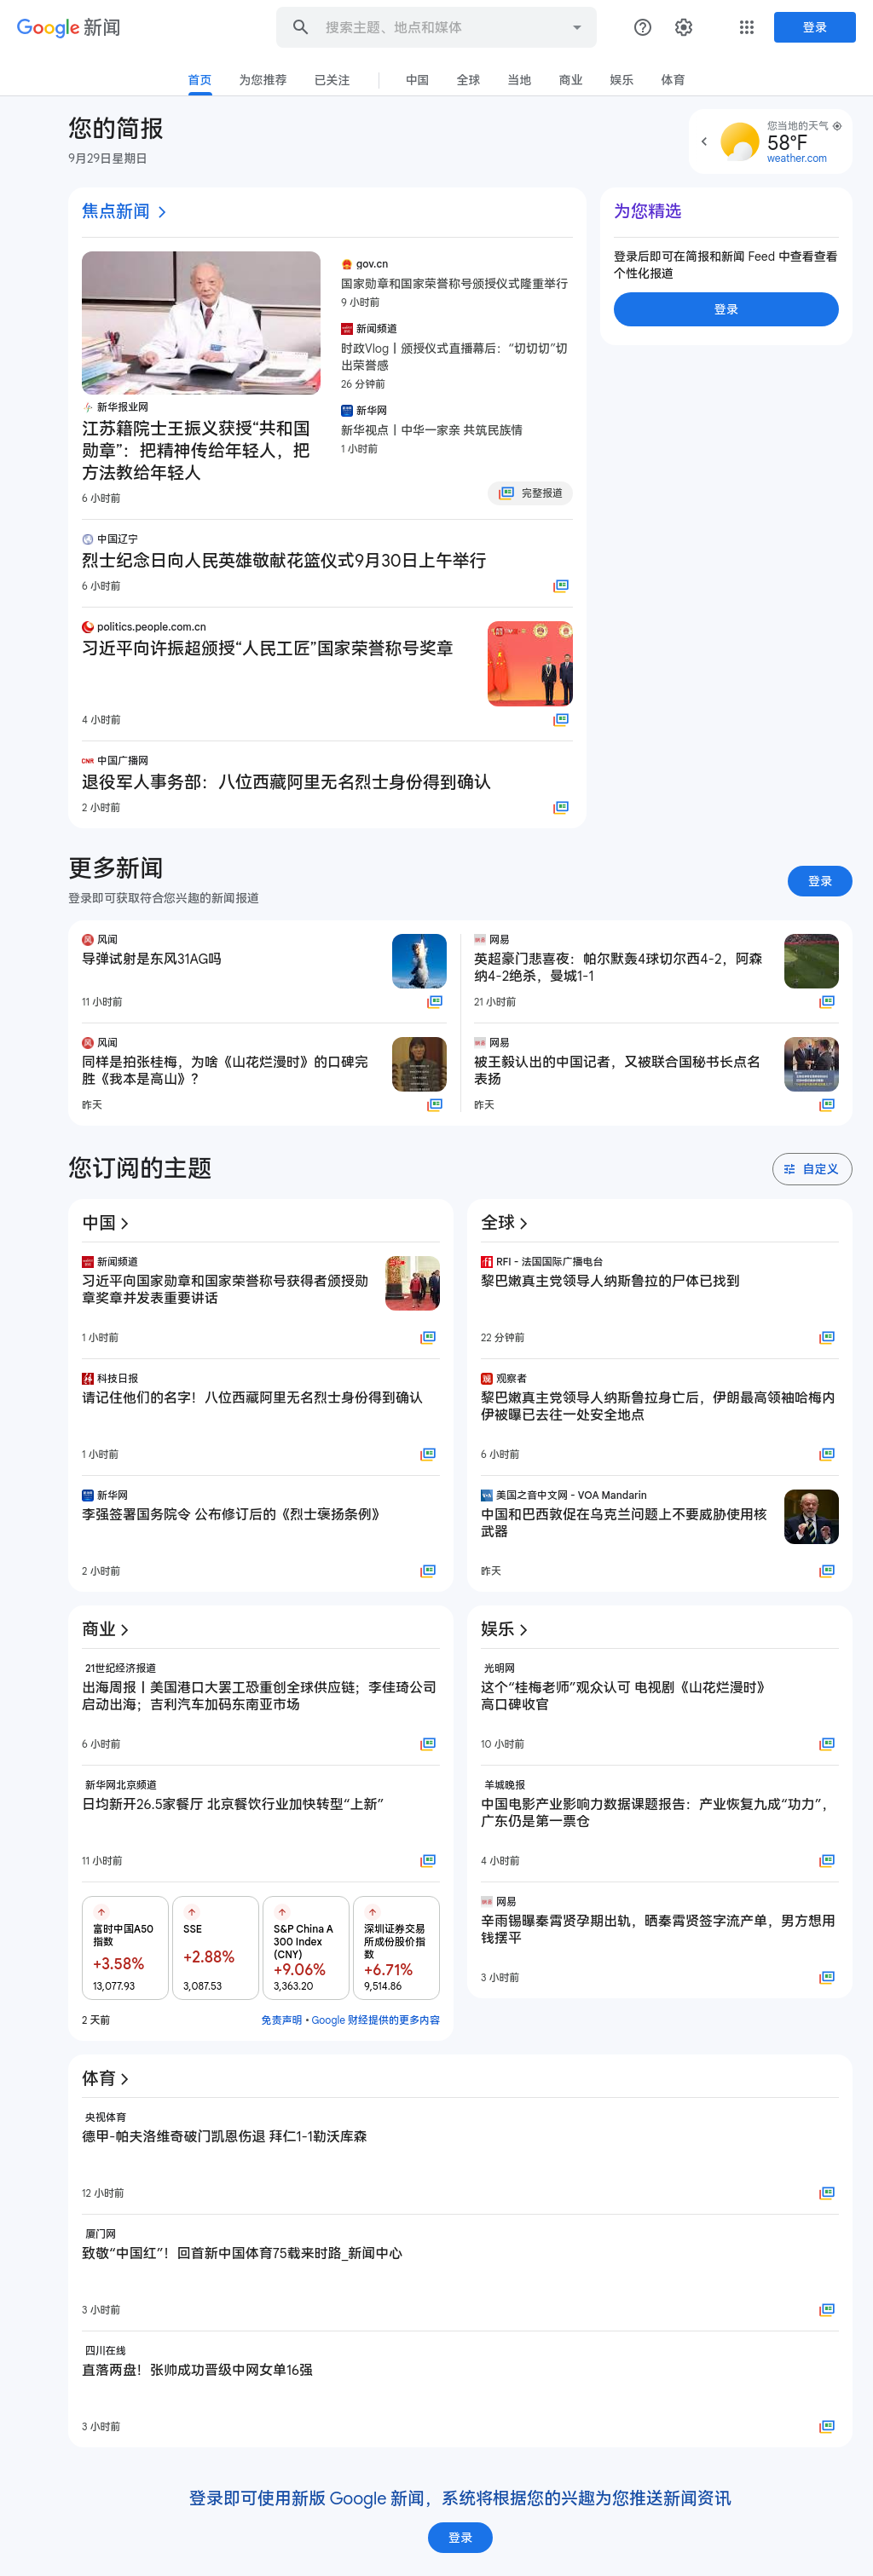 Google 新闻
搜索主题、地点和媒体
登录
首页
为您推荐
已关注
中国
全球
当地
商业
娱乐
体育
您的简报
9月29日星期日
您当地的天气
58°F
weather.com
焦点新闻
新华报业网
江苏籍院士王振义获授“共和国
勋章”：把精神传给年轻人，把
方法教给年轻人
6 小时前
gov.cn
国家勋章和国家荣誉称号颁授仪式隆重举行
9 小时前
新闻频道
时政Vlog丨颁授仪式直播幕后：“切切切”切
出荣誉感
26 分钟前
新华网
新华视点丨中华一家亲 共筑民族情
1 小时前
完整报道
中国辽宁
烈士纪念日向人民英雄敬献花篮仪式9月30日上午举行
6 小时前
politics.people.com.cn
习近平向许振超颁授“人民工匠”国家荣誉称号奖章
4 小时前
CNR
中国广播网
退役军人事务部：八位西藏阿里无名烈士身份得到确认
2 小时前
为您精选
登录后即可在简报和新闻 Feed 中查看查看
个性化报道
登录
更多新闻
登录即可获取符合您兴趣的新闻报道
登录
风闻
导弹试射是东风31AG吗
11 小时前
网易
英超豪门悲喜夜：帕尔默轰4球切尔西4-2，阿森
纳4-2绝杀，曼城1-1
21 小时前
风闻
同样是拍张桂梅，为啥《山花烂漫时》的口碑完
胜《我本是高山》？
昨天
网易
被王毅认出的中国记者，又被联合国秘书长点名
表扬
昨天
您订阅的主题
自定义
中国
新闻频道
习近平向国家勋章和国家荣誉称号获得者颁授勋
章奖章并发表重要讲话
1 小时前
科技日报
请记住他们的名字！八位西藏阿里无名烈士身份得到确认
1 小时前
新华网
李强签署国务院令 公布修订后的《烈士褒扬条例》
2 小时前
全球
RFI - 法国国际广播电台
黎巴嫩真主党领导人纳斯鲁拉的尸体已找到
22 分钟前
观察者
黎巴嫩真主党领导人纳斯鲁拉身亡后，伊朗最高领袖哈梅内
伊被曝已去往一处安全地点
6 小时前
美国之音中文网 - VOA Mandarin
中国和巴西敦促在乌克兰问题上不要威胁使用核
武器
昨天
商业
21世纪经济报道
出海周报丨美国港口大罢工恐重创全球供应链；李佳琦公司
启动出海；吉利汽车加码东南亚市场
6 小时前
新华网北京频道
日均新开26.5家餐厅 北京餐饮行业加快转型“上新”
11 小时前
富时中国A50
指数
+3.58%
13,077.93
SSE
+2.88%
3,087.53
S&P China A
300 Index
(CNY)
+9.06%
3,363.20
深圳证券交易
所成份股价指
数
+6.71%
9,514.86
2 天前
免责声明 • Google 财经提供的更多内容
娱乐
光明网
这个“桂梅老师”观众认可 电视剧《山花烂漫时》
高口碑收官
10 小时前
羊城晚报
中国电影产业影响力数据课题报告：产业恢复九成“功力”，
广东仍是第一票仓
4 小时前
网易
辛雨锡曝秦霄贤孕期出轨，晒秦霄贤签字流产单，男方想用
钱摆平
3 小时前
体育
央视体育
德甲-帕夫洛维奇破门凯恩伤退 拜仁1-1勒沃库森
12 小时前
厦门网
致敬“中国红”！回首新中国体育75载来时路_新闻中心
3 小时前
四川在线
直落两盘！张帅成功晋级中网女单16强
3 小时前
登录即可使用新版 Google 新闻，系统将根据您的兴趣为您推送新闻资讯
登录